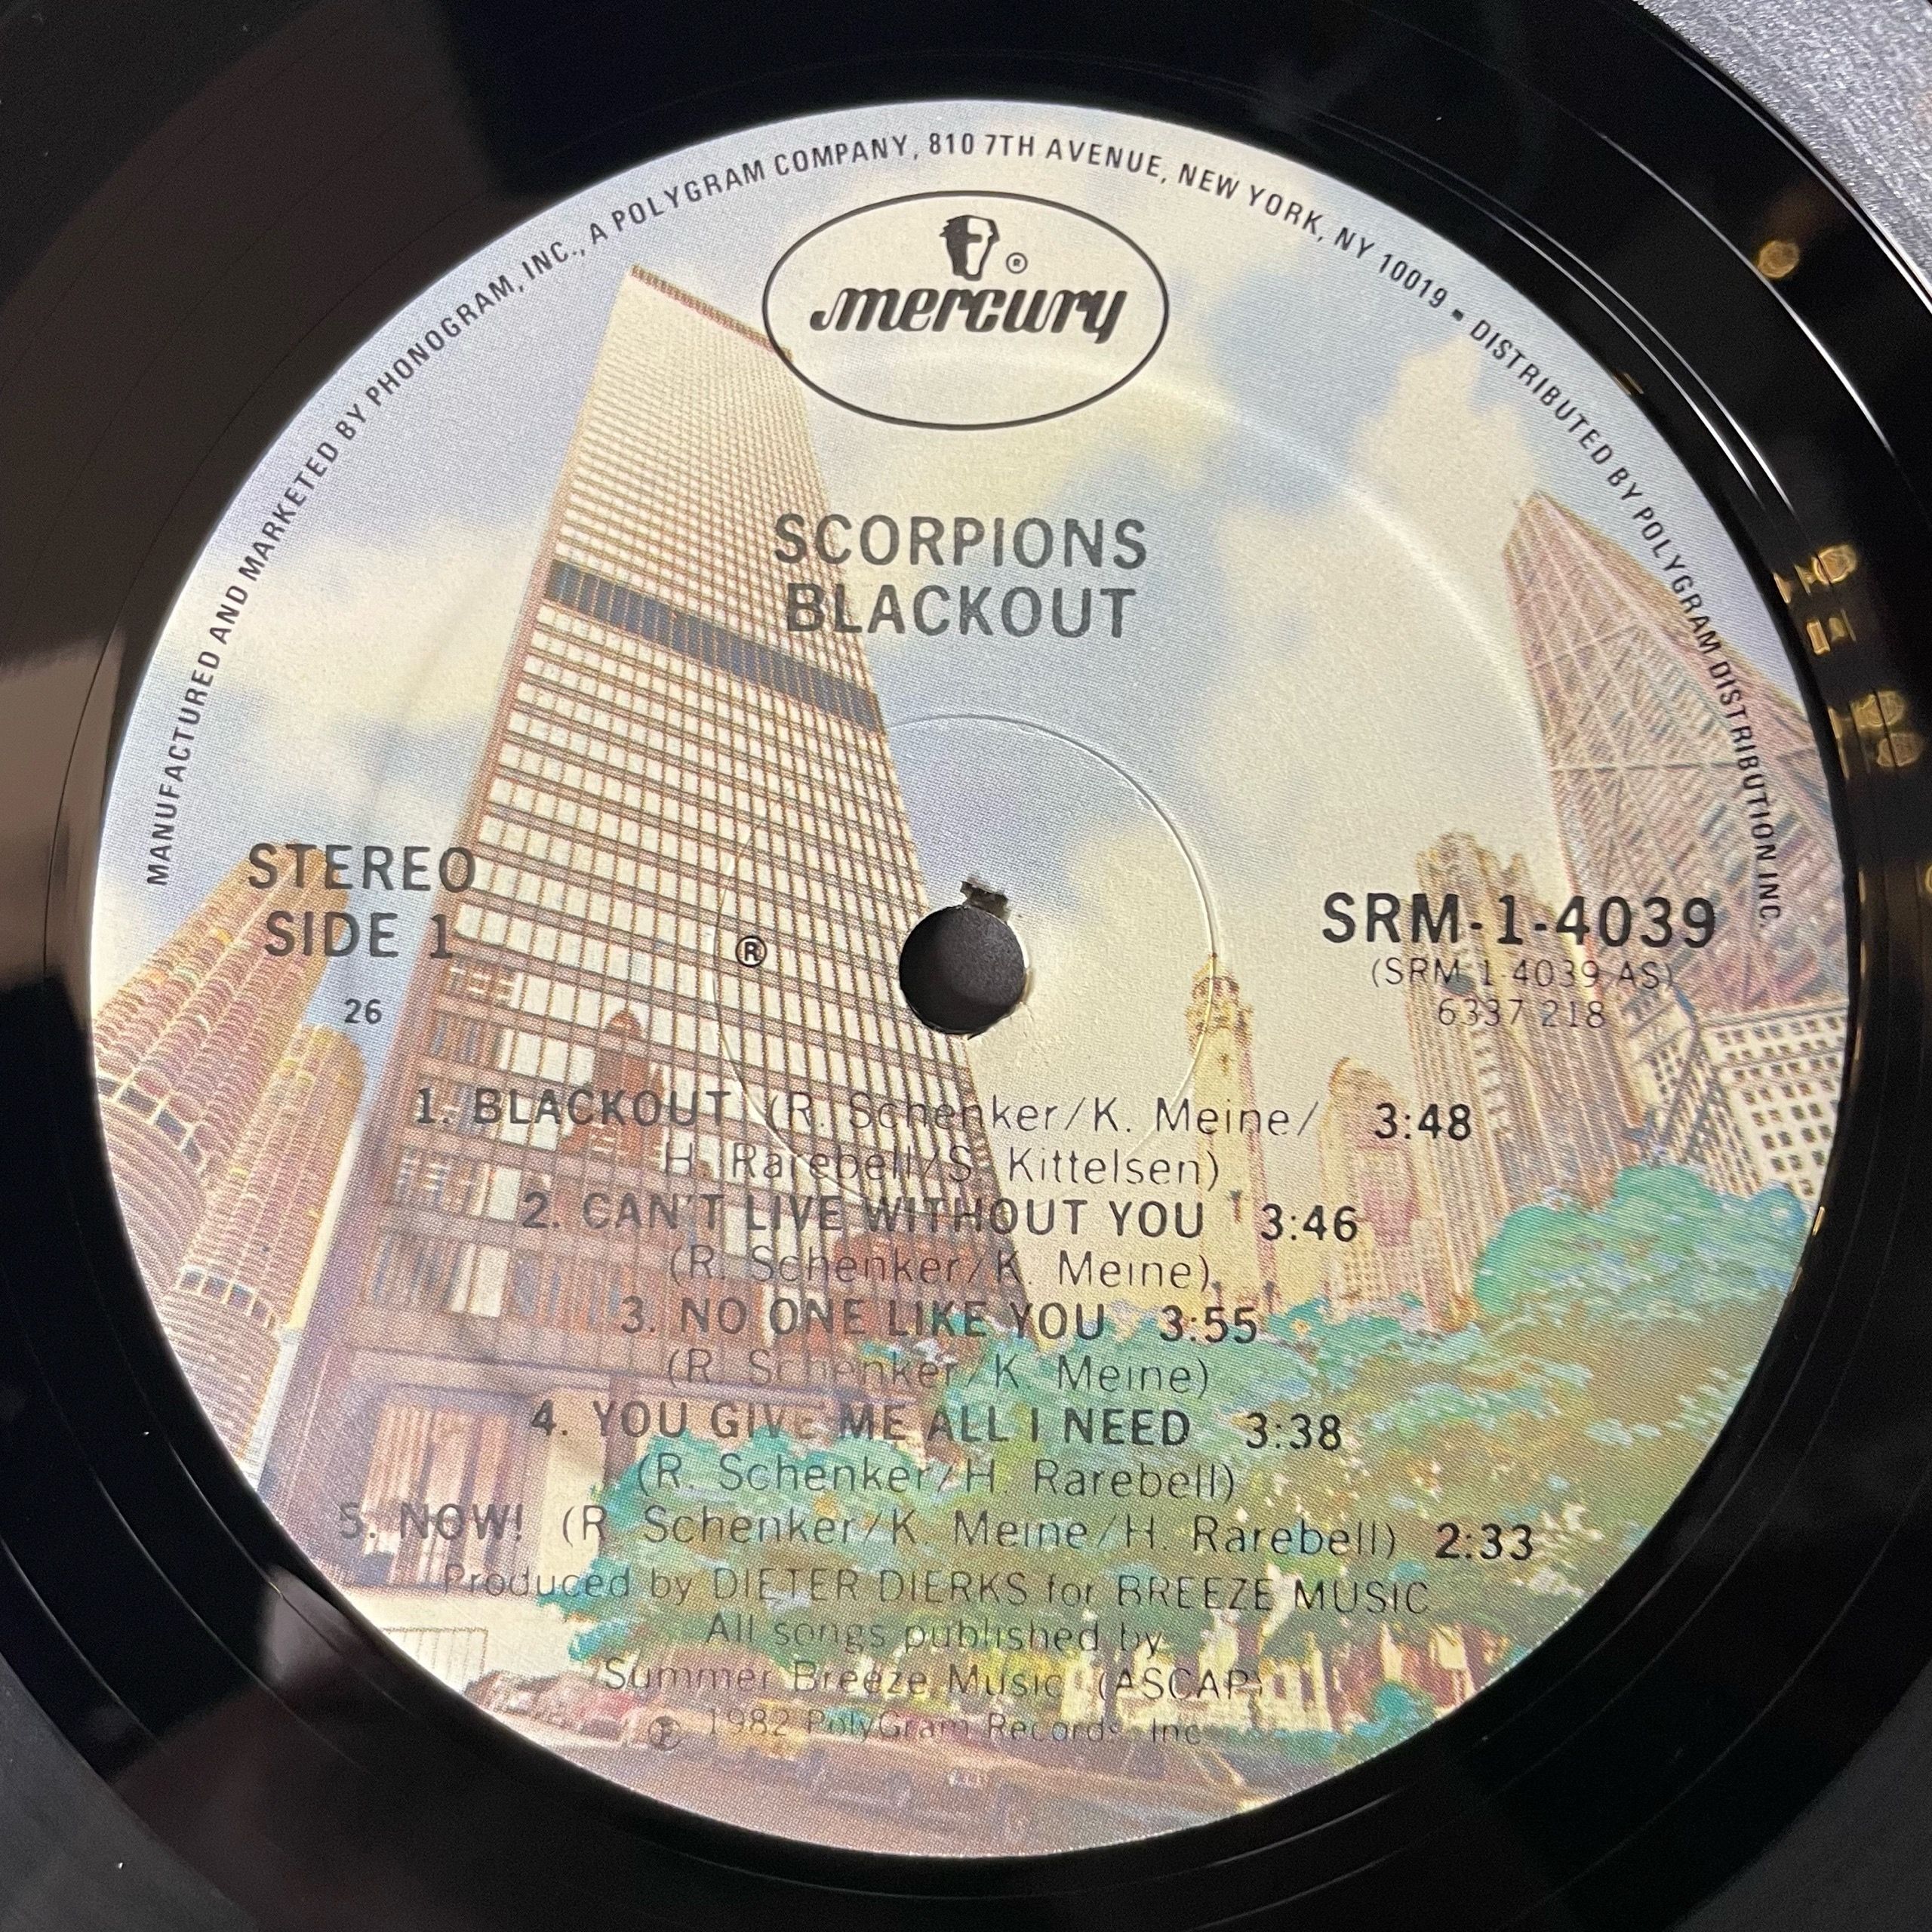 MANUFACTURED AND MARKETED BY PHONOGRAM, INC., A POLYGRAM COMPANY, 810 7TH AVENUE, NEW YORK, NY 10019 ▪ DISTRIBUTED BY POLYGRAM DISTRIBUTION INC.
®
mercury
SCORPIONS
BLACKOUT
STEREO
SIDE 1
26
®
SRM-1-4039
(SRM-1-4039 AS)
6337 218
1. BLACKOUT (R. Schenker/K. Meine/ 3:48
H. Rarebell/S. Kittelsen)
2. CAN'T LIVE WITHOUT YOU 3:46
(R. Schenker/K. Meine)
3. NO ONE LIKE YOU 3:55
(R. Schenker/K. Meine)
4. YOU GIVE ME ALL I NEED 3:38
(R. Schenker/H. Rarebell)
5. NOW! (R. Schenker/K. Meine/H. Rarebell) 2:33
Produced by DIETER DIERKS for BREEZE MUSIC
All songs published by
Summer Breeze Music (ASCAP)
℗ 1982 PolyGram Records, Inc.